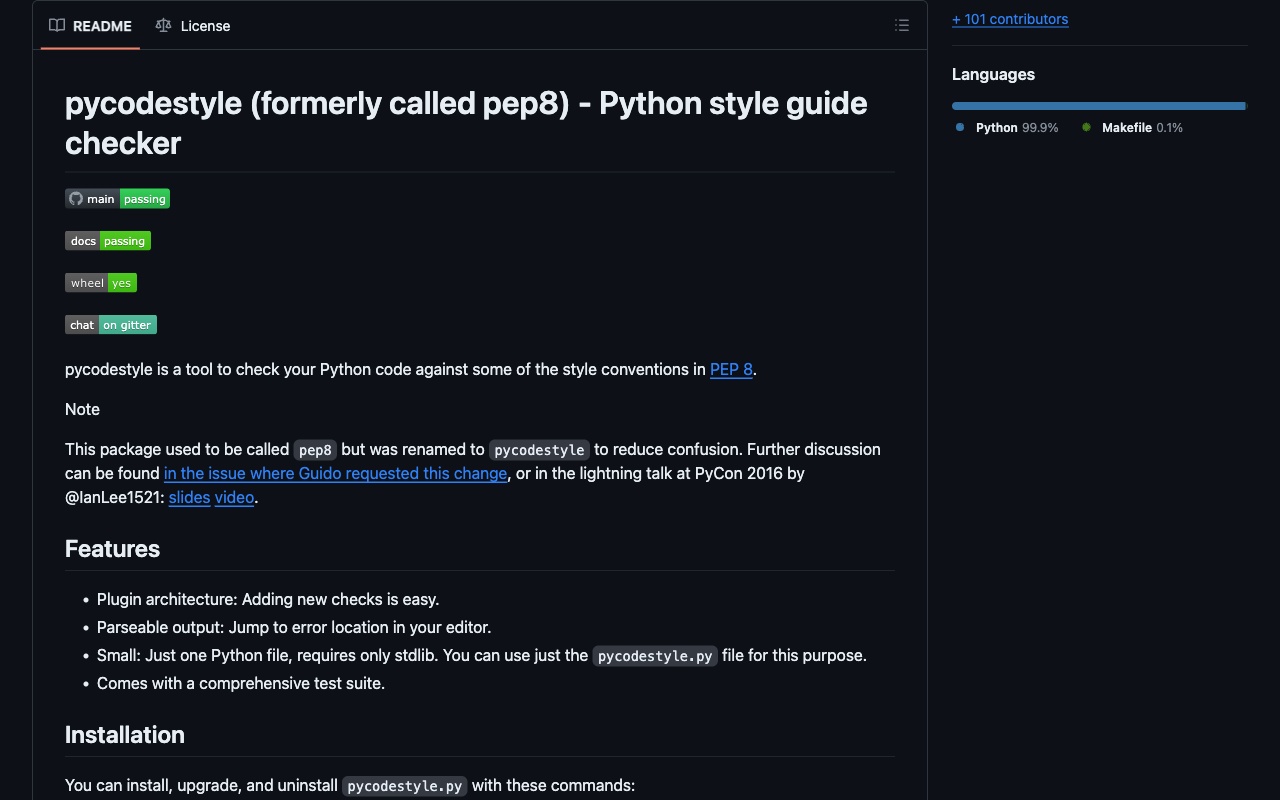 README License
pycodestyle (formerly called pep8) - Python style guide
checker
main passing
docs passing
wheel yes
chat on gitter
pycodestyle is a tool to check your Python code against some of the style conventions in PEP 8.
Note
This package used to be called pep8 but was renamed to pycodestyle to reduce confusion. Further discussion
can be found in the issue where Guido requested this change, or in the lightning talk at PyCon 2016 by
@IanLee1521: slides video.
Features
• Plugin architecture: Adding new checks is easy.
• Parseable output: Jump to error location in your editor.
• Small: Just one Python file, requires only stdlib. You can use just the pycodestyle.py file for this purpose.
• Comes with a comprehensive test suite.
Installation
You can install, upgrade, and uninstall pycodestyle.py with these commands:
+ 101 contributors
Languages
Python 99.9% Makefile 0.1%